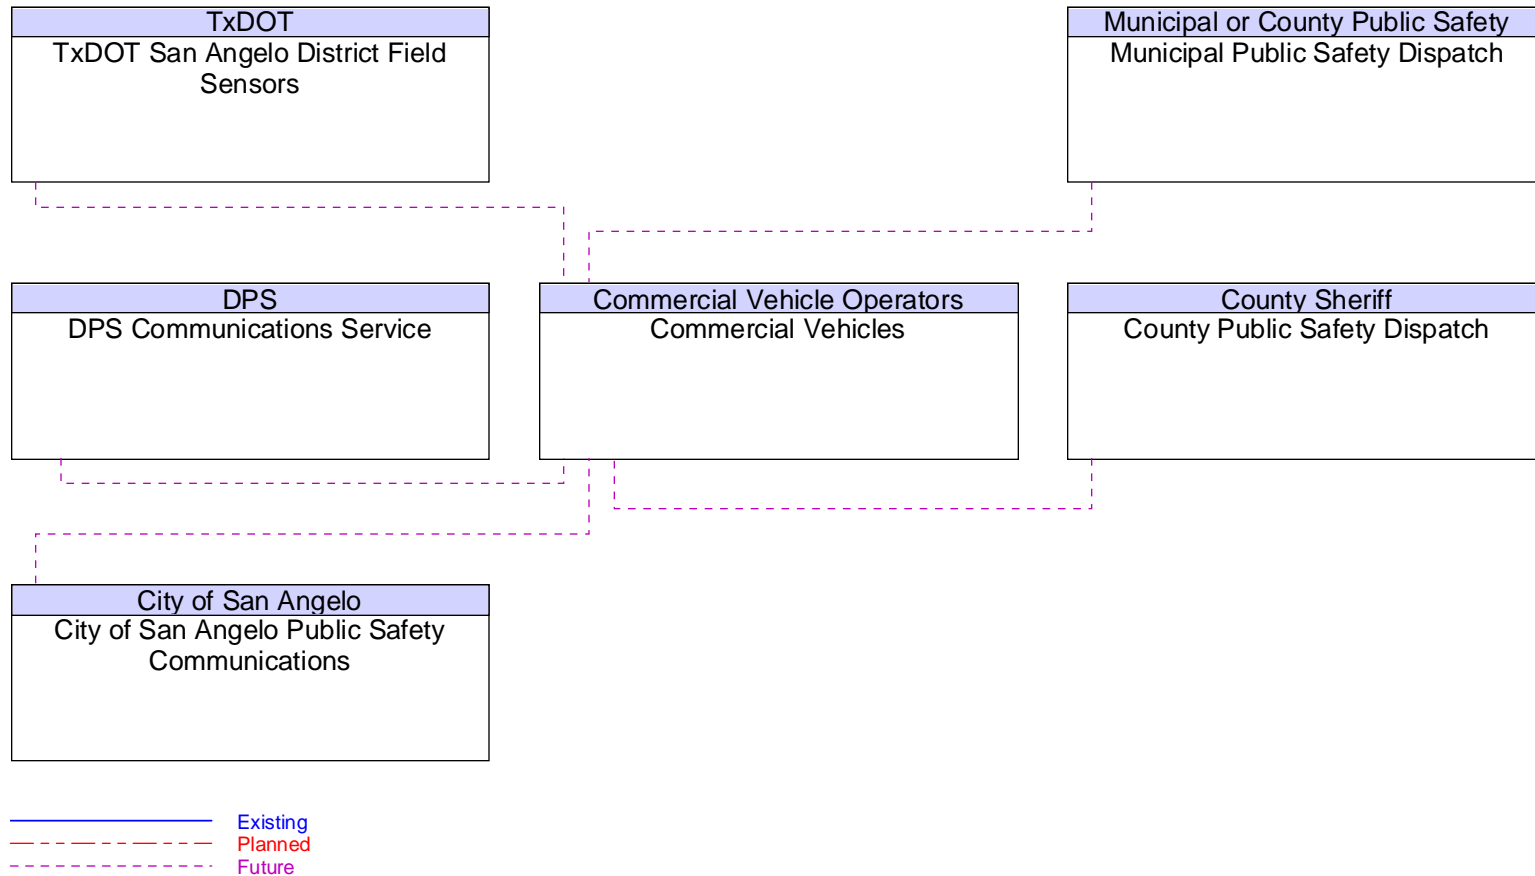 TxDOT
TxDOT San Angelo District Field
Sensors
Municipal or County Public Safety
Municipal Public Safety Dispatch
DPS
DPS Communications Service
Commercial Vehicle Operators
Commercial Vehicles
County Sheriff
County Public Safety Dispatch
City of San Angelo
City of San Angelo Public Safety
Communications
Existing
Planned
Future